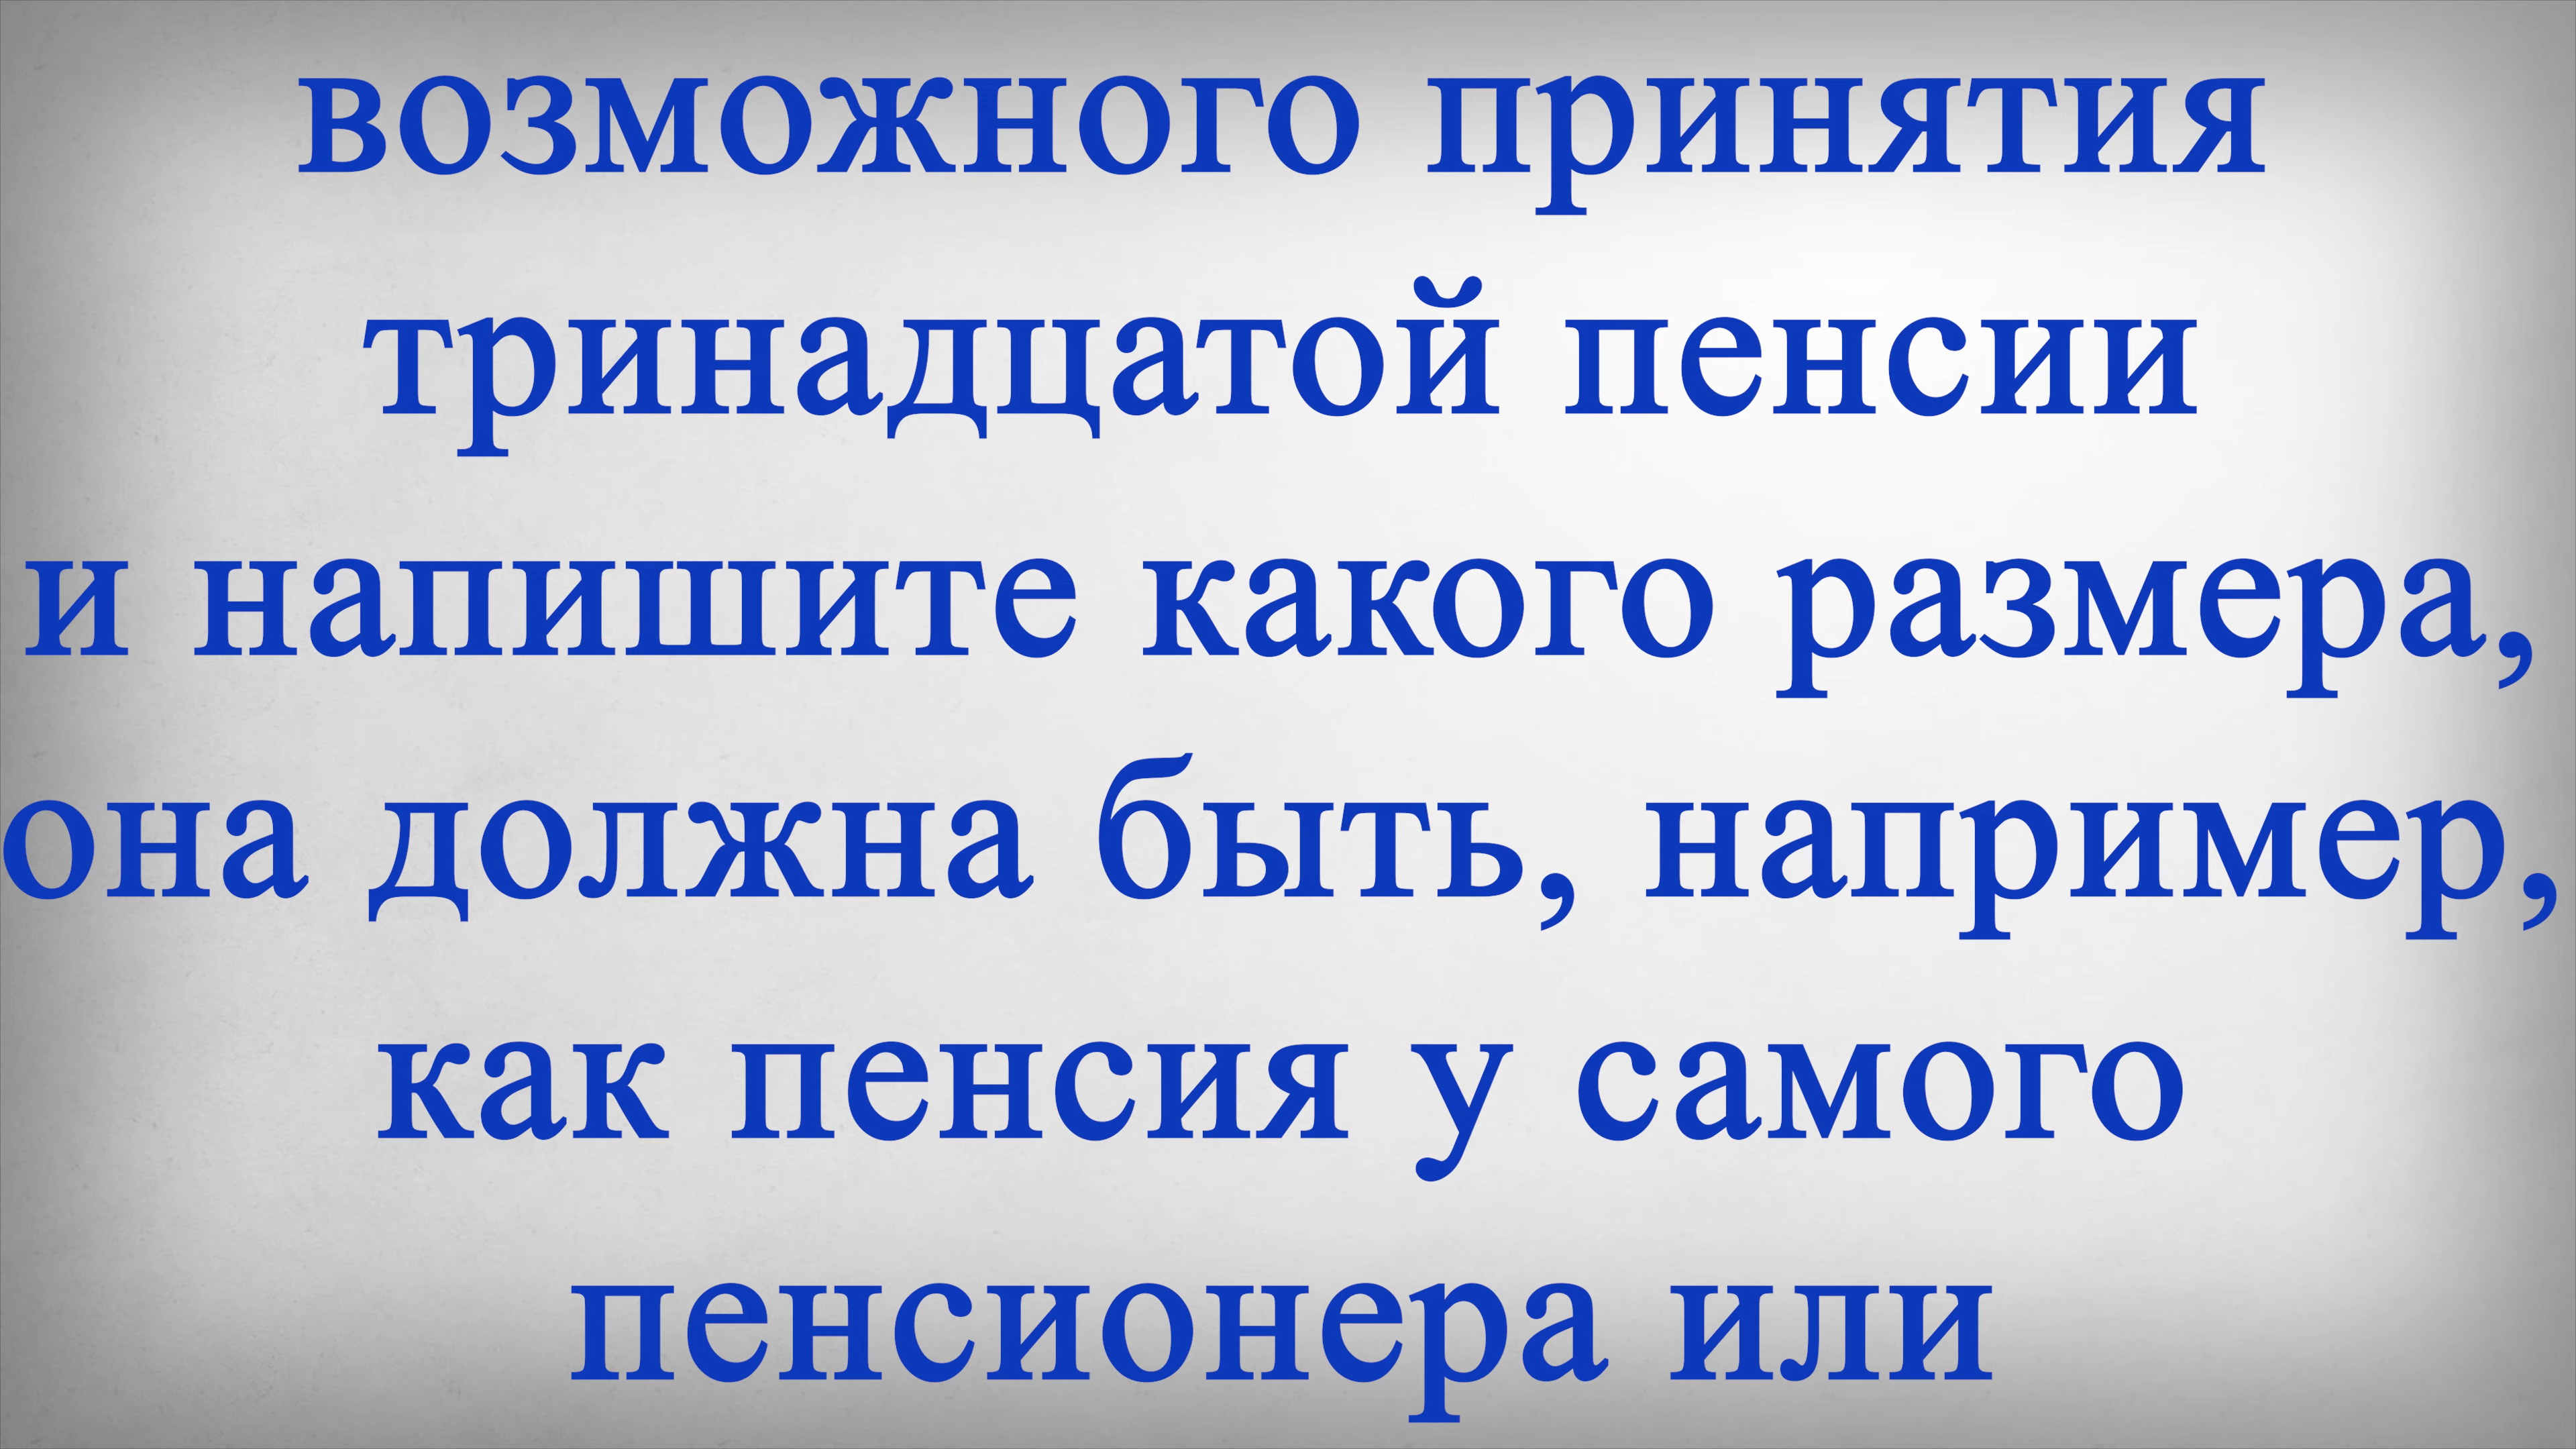 возможного принятия
тринадцатой пенсии
и напишите какого размера,
она должна быть, например,
как пенсия у самого
пенсионера или